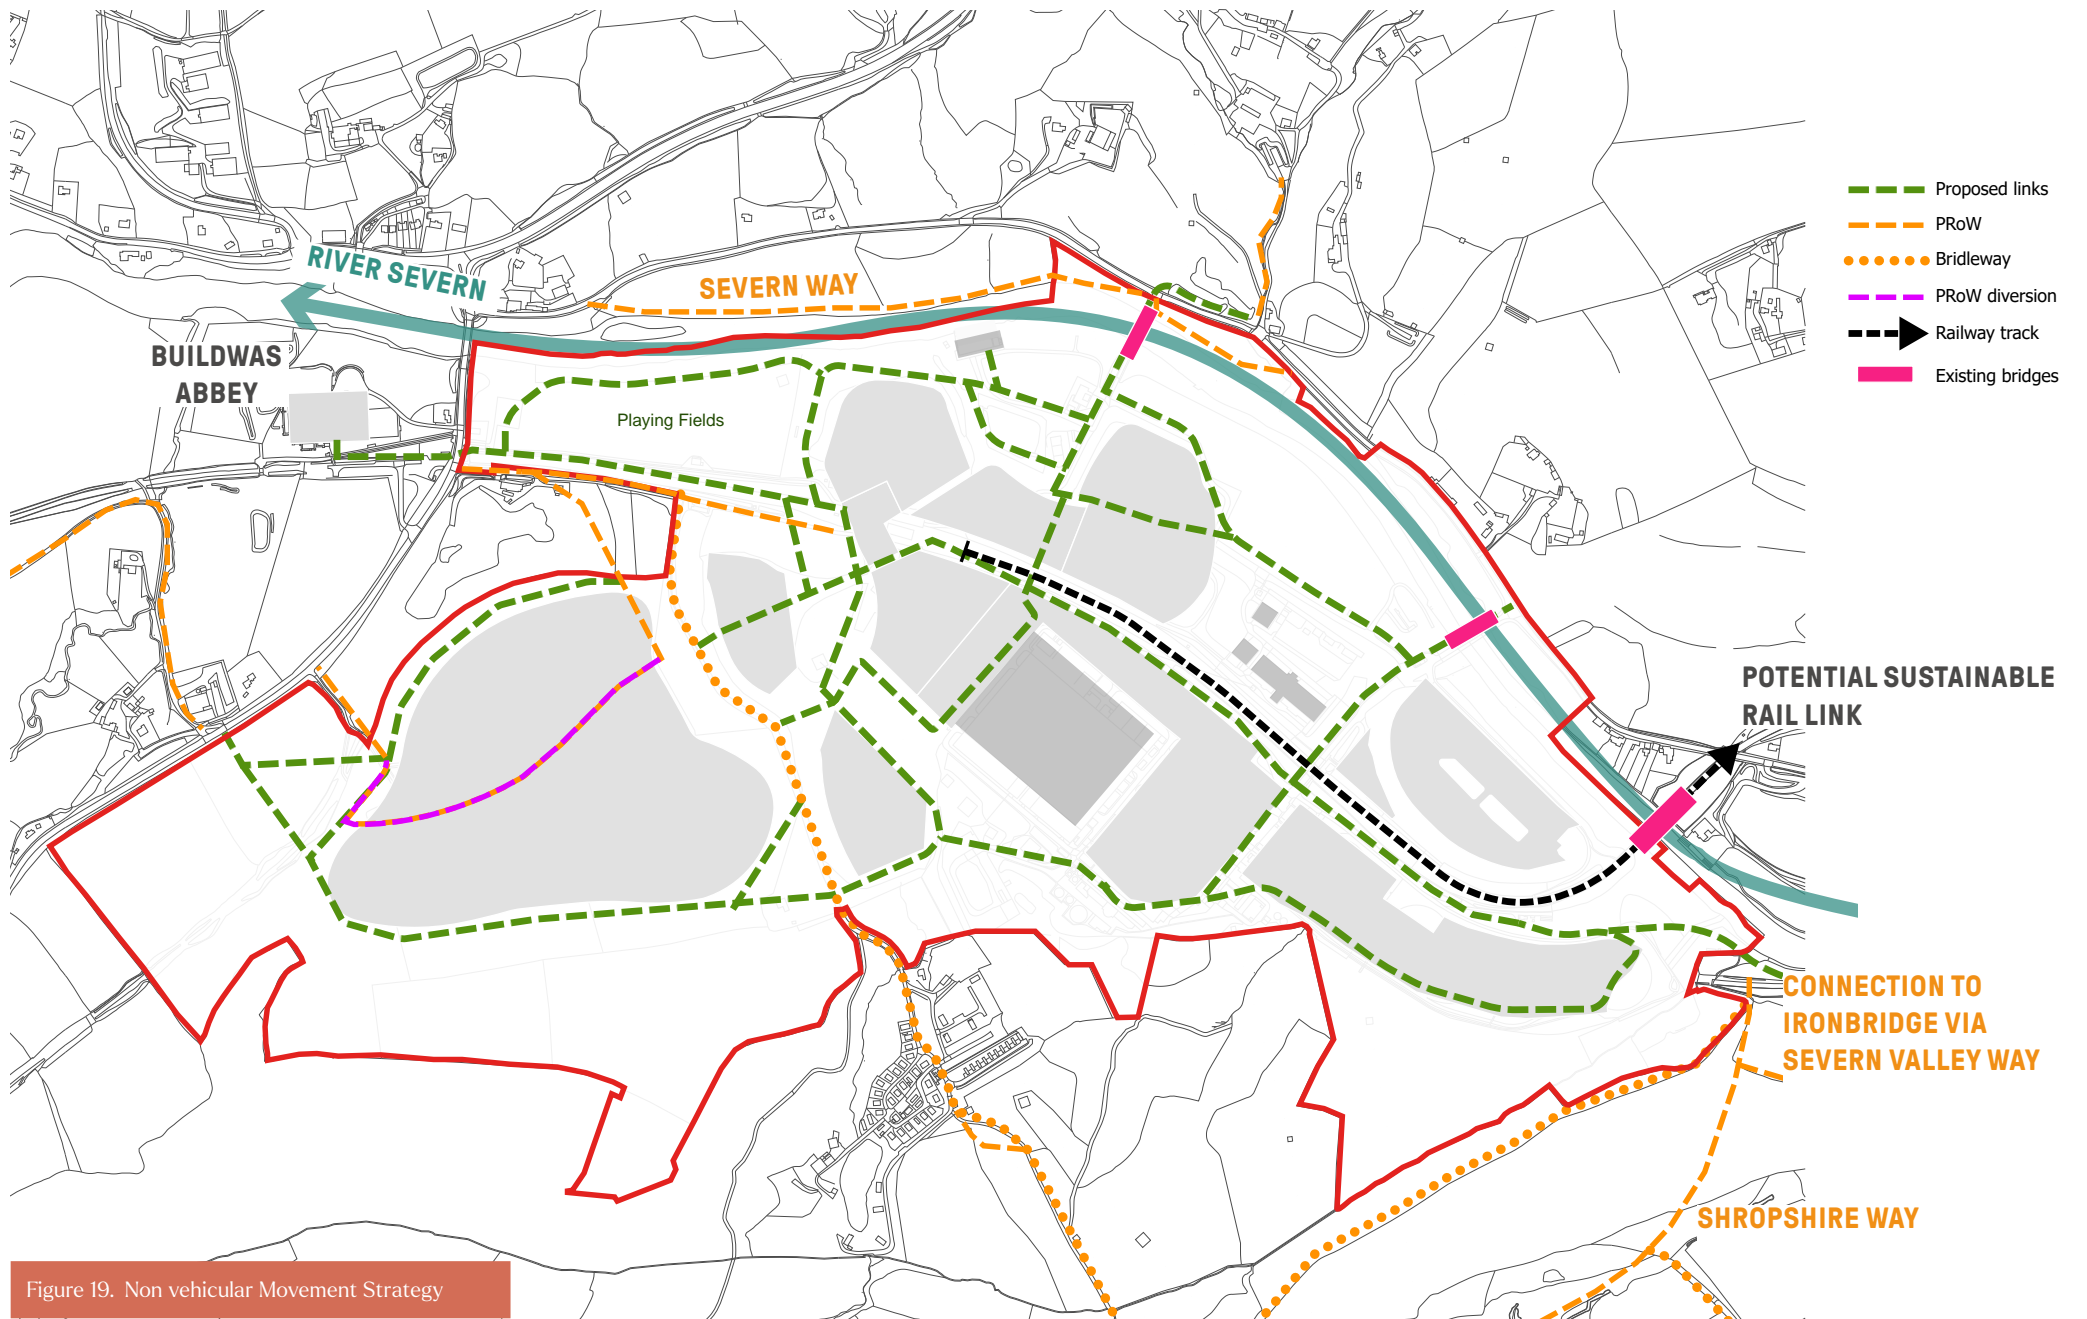 RIVER SEVERN
SEVERN WAY
BUILDWAS
ABBEY
Playing Fields
Proposed links
PRoW
Bridleway
PRoW diversion
Railway track
Existing bridges
POTENTIAL SUSTAINABLE
RAIL LINK
CONNECTION TO
IRONBRIDGE VIA
SEVERN VALLEY WAY
SHROPSHIRE WAY
Figure 19. Non vehicular Movement Strategy